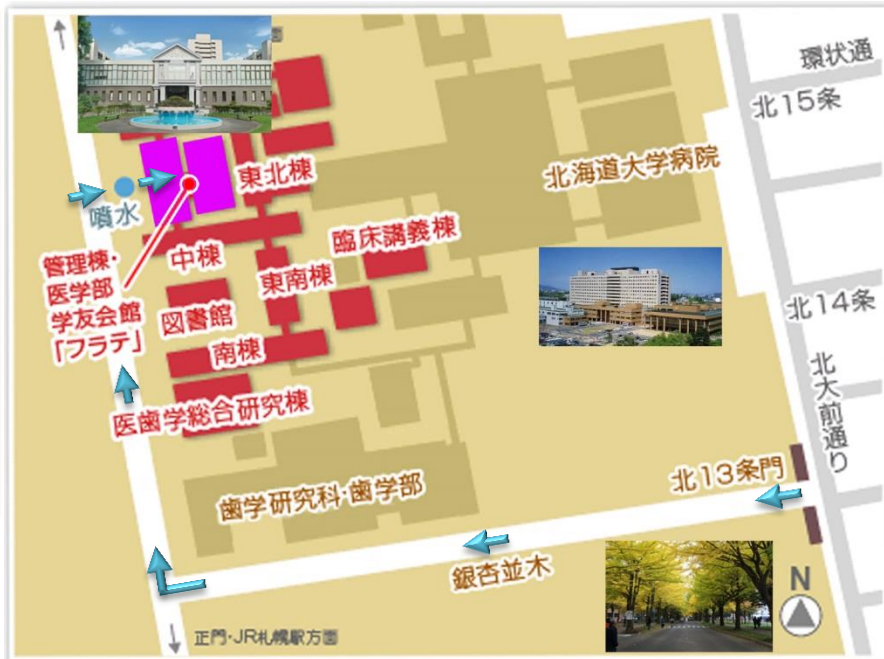 環状通
北15条
北海道大学病院
東北棟
噴水
中棟
臨床講義棟
管理棟・
医学部
学友会館
「フラテ」
東南棟
図書館
北14条
南棟
北大前通り
医歯学総合研究棟
歯学研究科・歯学部
北13条門
銀杏並木
N
正門・JR札幌駅方面